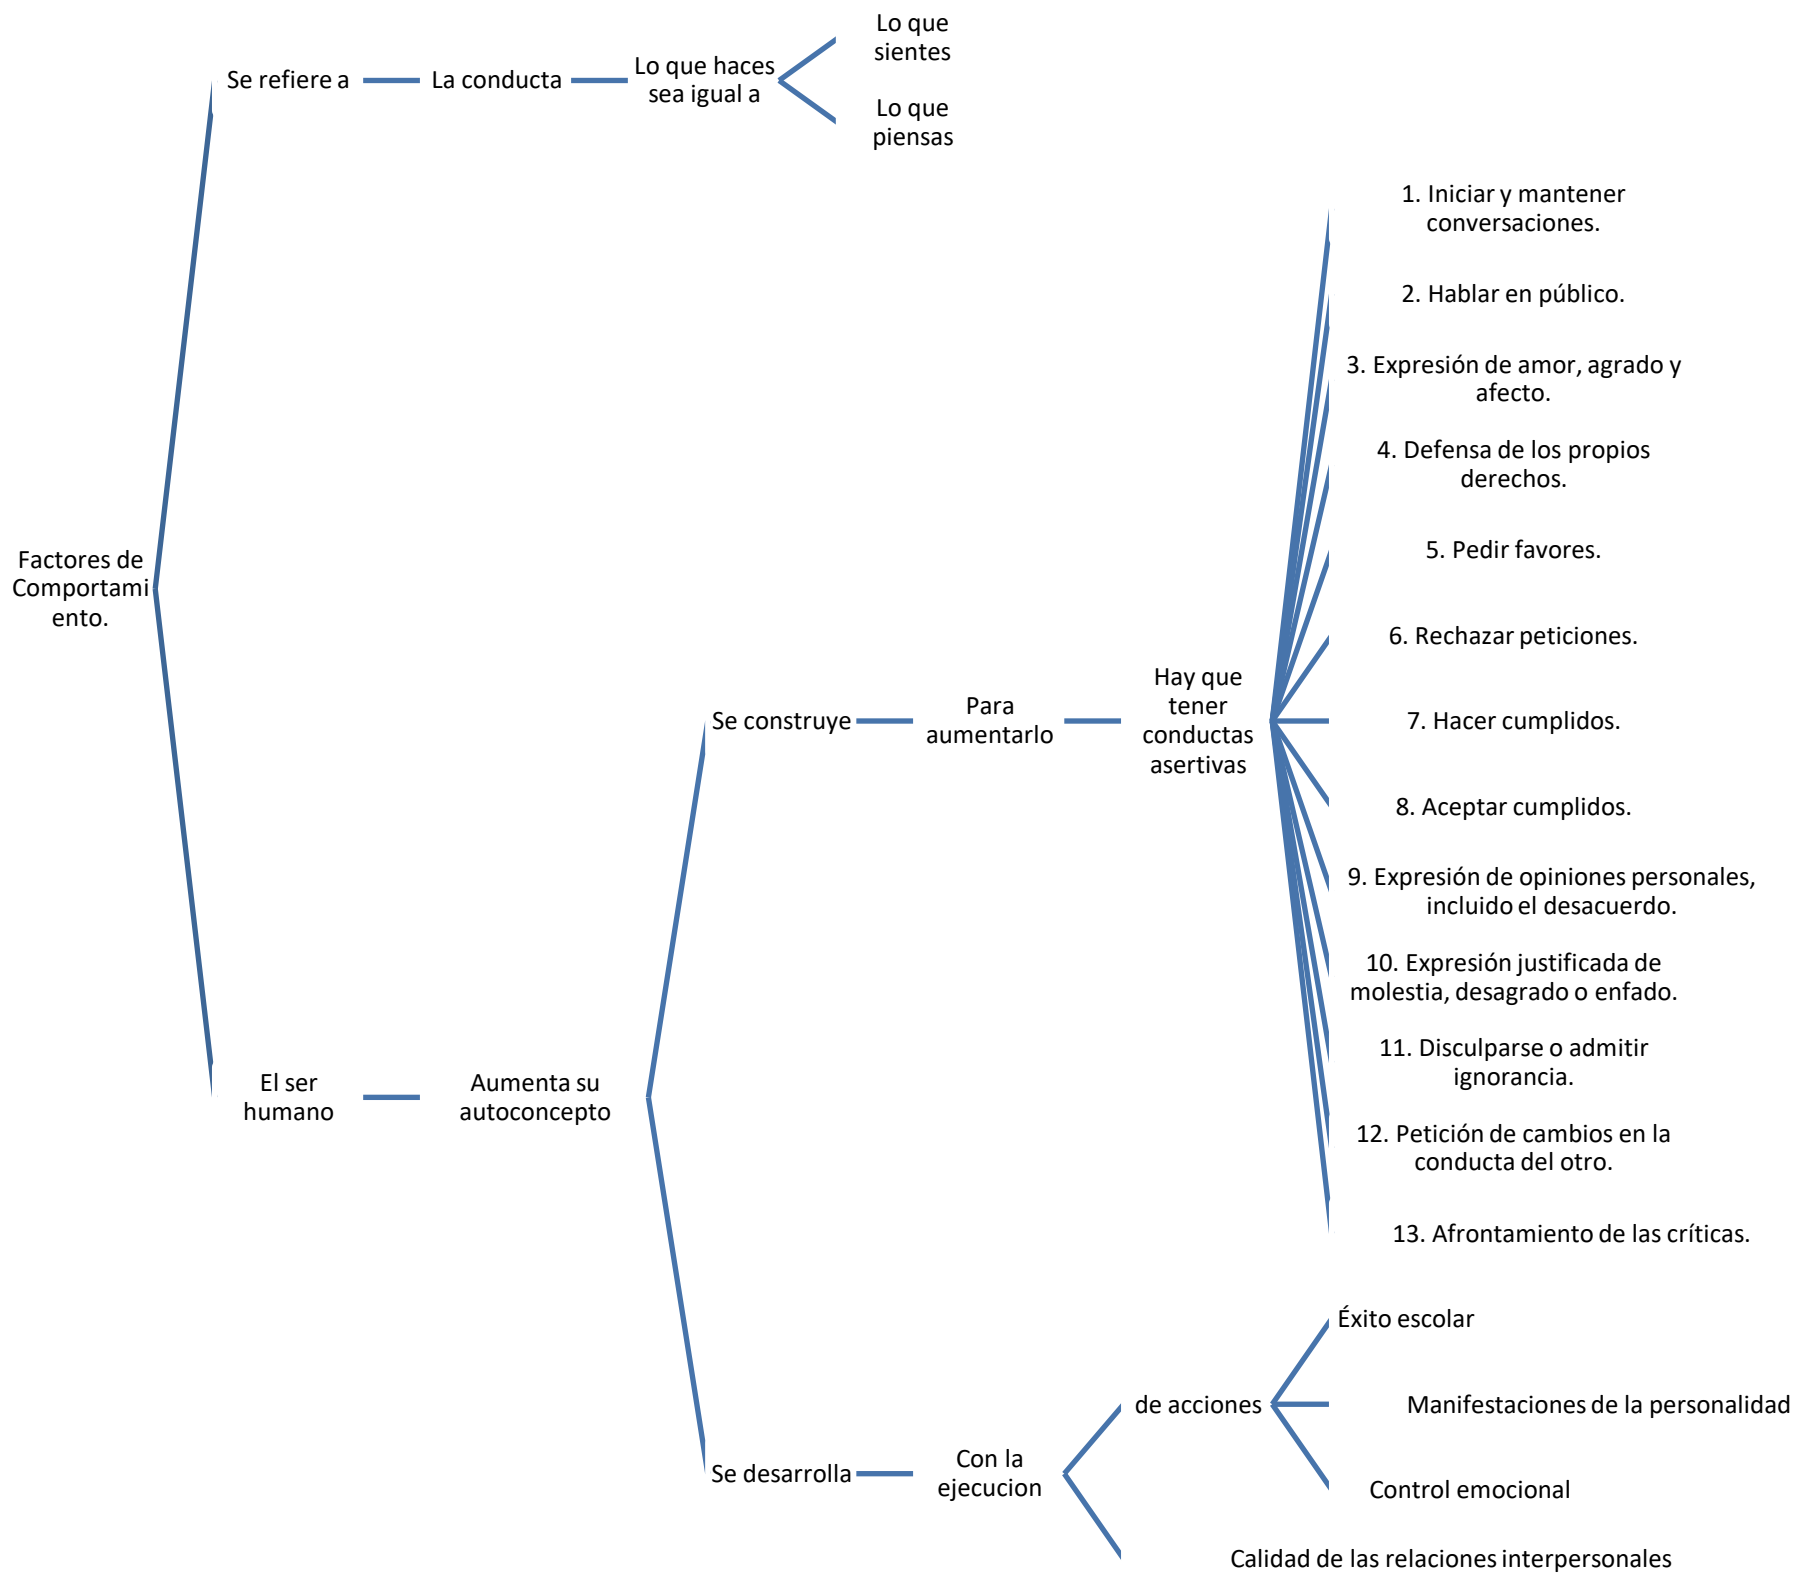 Lo que
sientes
Se refiere a
La conducta
Lo que haces
sea igual a
Lo que
piensas
1. Iniciar y mantener
conversaciones.
2. Hablar en público.
3. Expresión de amor, agrado y
afecto.
4. Defensa de los propios
derechos.
5. Pedir favores.
Factores de
Comportami
ento.
6. Rechazar peticiones.
Se construye
Para
aumentarlo
Hay que
tener
conductas
asertivas
7. Hacer cumplidos.
8. Aceptar cumplidos.
9. Expresión de opiniones personales,
incluido el desacuerdo.
10. Expresión justificada de
molestia, desagrado o enfado.
11. Disculparse o admitir
ignorancia.
El ser
humano
Aumenta su
autoconcepto
12. Petición de cambios en la
conducta del otro.
13. Afrontamiento de las críticas.
Éxito escolar
de acciones
Manifestaciones de la personalidad
Se desarrolla
Con la
ejecucion
Control emocional
Calidad de las relaciones interpersonales